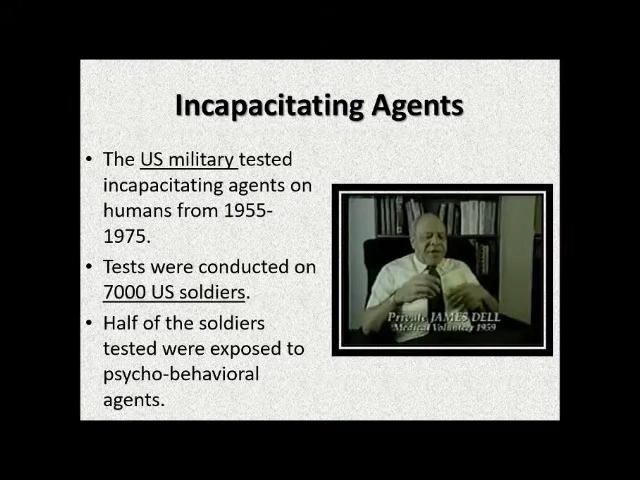 Incapacitating Agents
• The US military tested
incapacitating agents on
humans from 1955-
1975.
• Tests were conducted on
7000 US soldiers.
• Half of the soldiers
tested were exposed to
psycho-behavioral
agents.
Private JAMES DELL
Medical Volunteer 1959